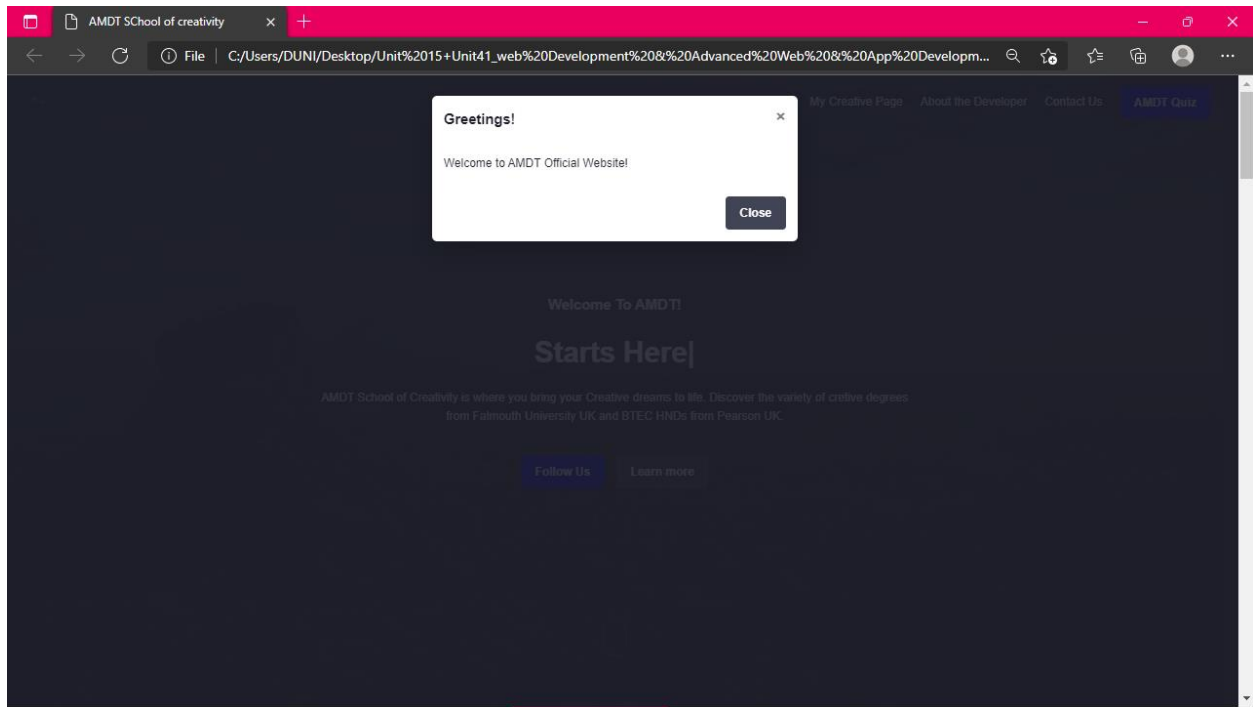 AMDT SChool of creativity
File | C:/Users/DUNI/Desktop/Unit%2015+Unit41_web%20Development%20&%20Advanced%20Web%20&%20App%20Developm...
My Creative Page About the Developer Contact Us AMDT Quiz
Greetings! ×
Welcome to AMDT Official Website!
Close
Welcome To AMDT!
Starts Here|
AMDT School of Creativity is where you bring your Creative dreams to life. Discover the variety of cretive degrees
from Falmouth University UK and BTEC HNDs from Pearson UK.
Follow Us Learn more